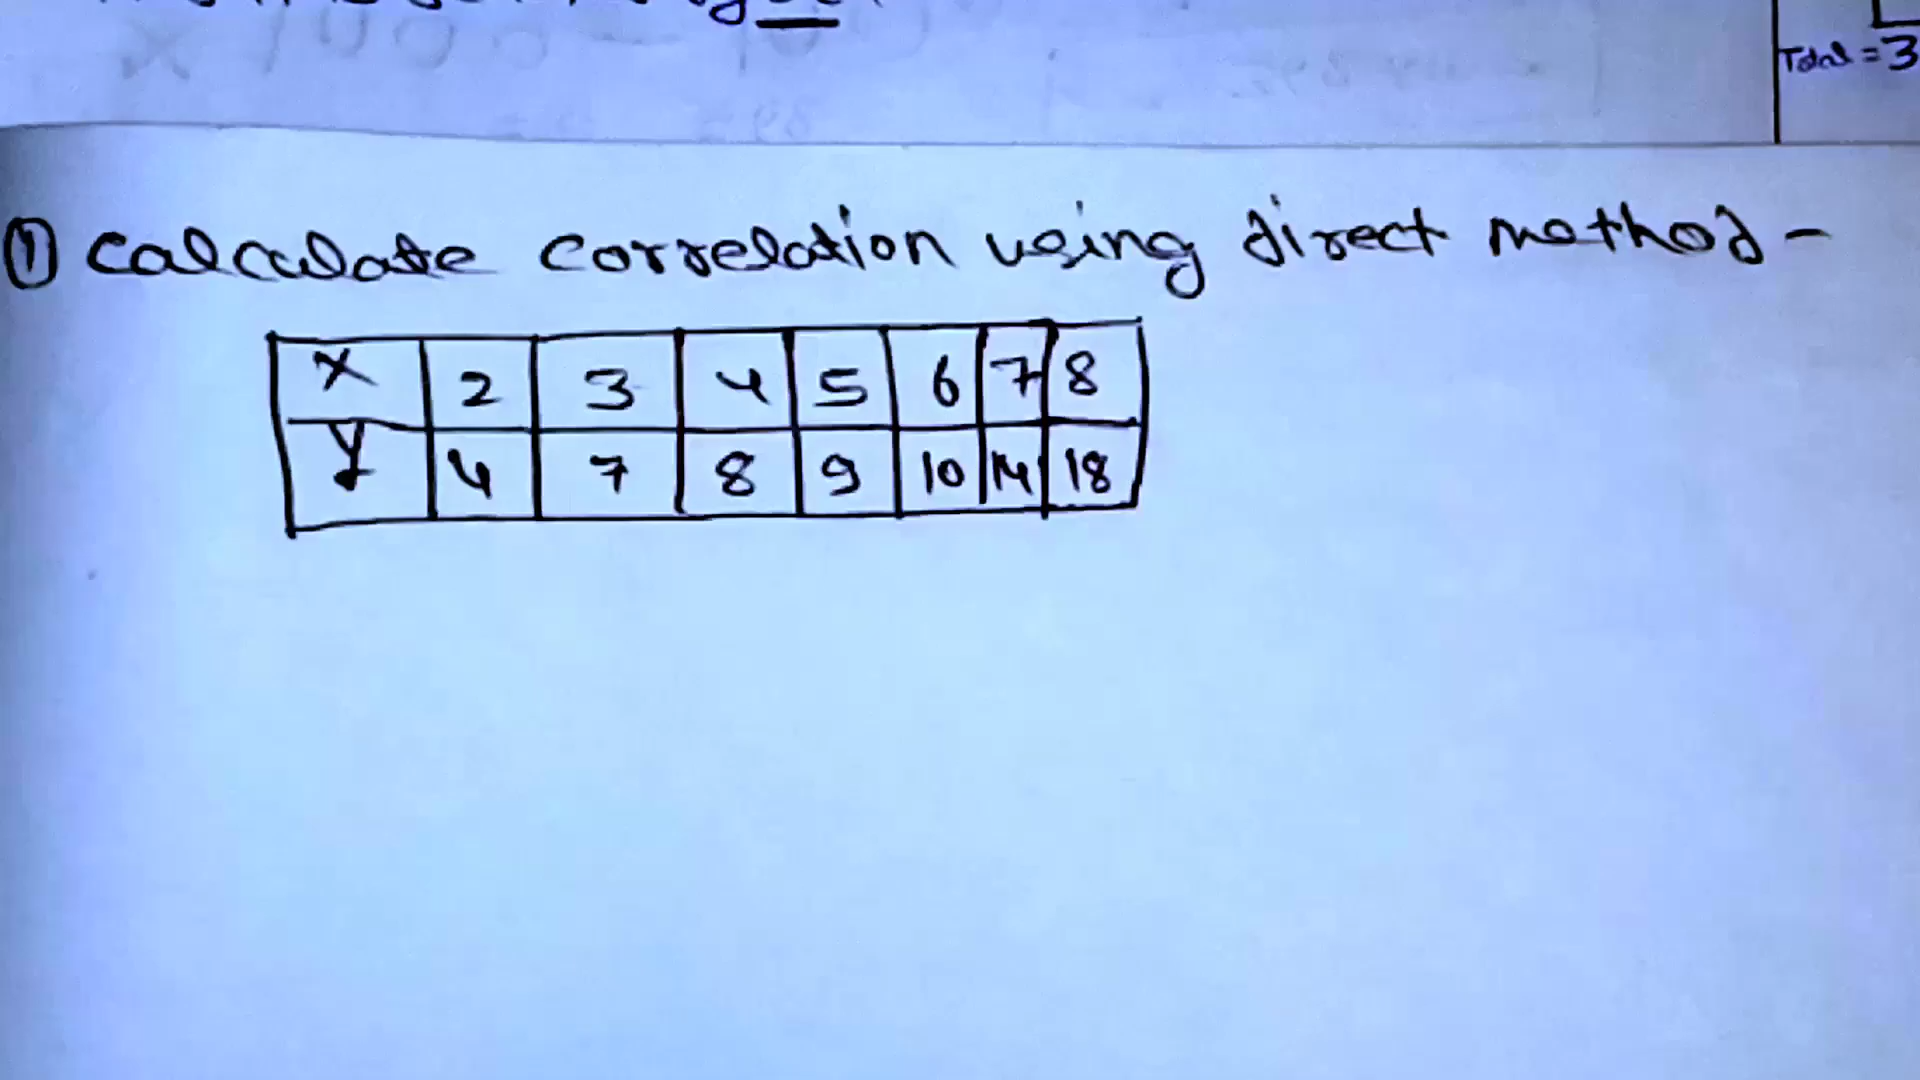 Total = 3
① Calculate correlation using direct method -
X 2 3 4 5 6 7 8
Y 4 7 8 9 10 14 18